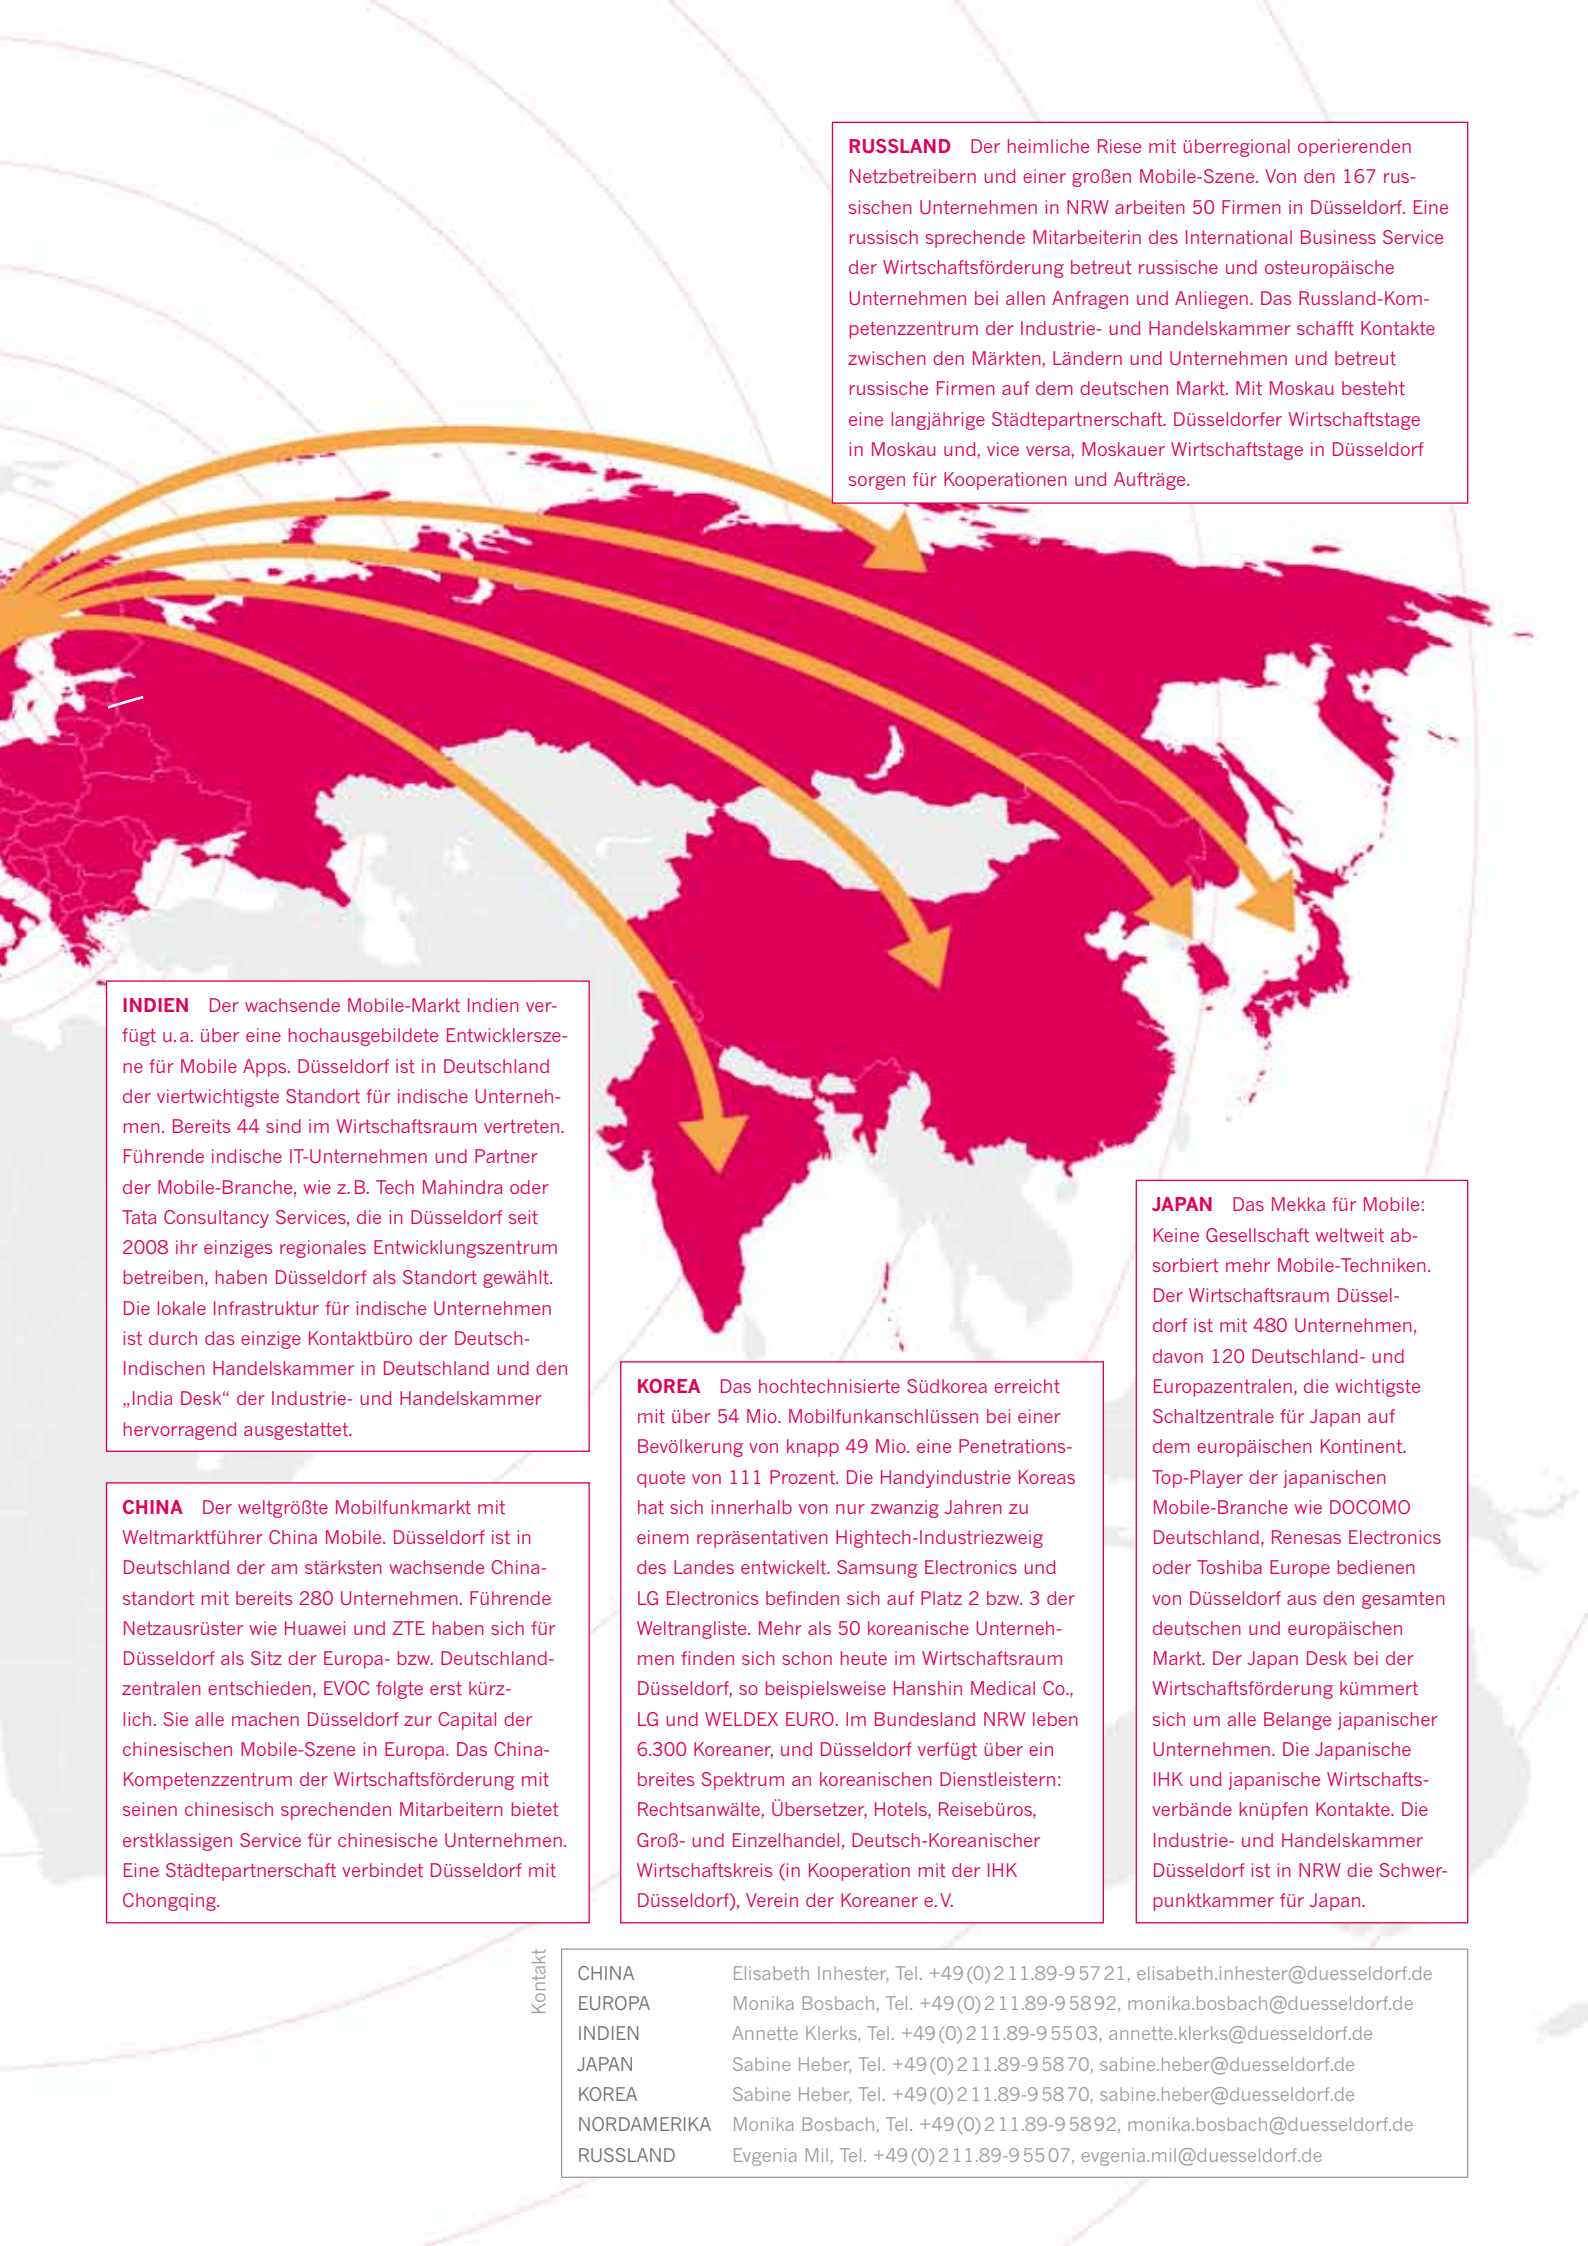 RUSSLAND Der heimliche Riese mit überregional operierenden
Netzbetreibern und einer großen Mobile-Szene. Von den 167 rus-
sischen Unternehmen in NRW arbeiten 50 Firmen in Düsseldorf. Eine
russisch sprechende Mitarbeiterin des International Business Service
der Wirtschaftsförderung betreut russische und osteuropäische
Unternehmen bei allen Anfragen und Anliegen. Das Russland-Kom-
petenzzentrum der Industrie- und Handelskammer schafft Kontakte
zwischen den Märkten, Ländern und Unternehmen und betreut
russische Firmen auf dem deutschen Markt. Mit Moskau besteht
eine langjährige Städtepartnerschaft. Düsseldorfer Wirtschaftstage
in Moskau und, vice versa, Moskauer Wirtschaftstage in Düsseldorf
sorgen für Kooperationen und Aufträge.
INDIEN Der wachsende Mobile-Markt Indien ver-
fügt u.a. über eine hochausgebildete Entwicklersze-
ne für Mobile Apps. Düsseldorf ist in Deutschland
der viertwichtigste Standort für indische Unterneh-
men. Bereits 44 sind im Wirtschaftsraum vertreten.
Führende indische IT-Unternehmen und Partner
der Mobile-Branche, wie z.B. Tech Mahindra oder
Tata Consultancy Services, die in Düsseldorf seit
2008 ihr einziges regionales Entwicklungszentrum
betreiben, haben Düsseldorf als Standort gewählt.
Die lokale Infrastruktur für indische Unternehmen
ist durch das einzige Kontaktbüro der Deutsch-
Indischen Handelskammer in Deutschland und den
„India Desk“ der Industrie- und Handelskammer
hervorragend ausgestattet.
CHINA Der weltgrößte Mobilfunkmarkt mit
Weltmarktführer China Mobile. Düsseldorf ist in
Deutschland der am stärksten wachsende China-
standort mit bereits 280 Unternehmen. Führende
Netzausrüster wie Huawei und ZTE haben sich für
Düsseldorf als Sitz der Europa- bzw. Deutschland-
zentralen entschieden, EVOC folgte erst kürz-
lich. Sie alle machen Düsseldorf zur Capital der
chinesischen Mobile-Szene in Europa. Das China-
Kompetenzzentrum der Wirtschaftsförderung mit
seinen chinesisch sprechenden Mitarbeitern bietet
erstklassigen Service für chinesische Unternehmen.
Eine Städtepartnerschaft verbindet Düsseldorf mit
Chongqing.
KOREA Das hochtechnisierte Südkorea erreicht
mit über 54 Mio. Mobilfunkanschlüssen bei einer
Bevölkerung von knapp 49 Mio. eine Penetrations-
quote von 111 Prozent. Die Handyindustrie Koreas
hat sich innerhalb von nur zwanzig Jahren zu
einem repräsentativen Hightech-Industriezweig
des Landes entwickelt. Samsung Electronics und
LG Electronics befinden sich auf Platz 2 bzw. 3 der
Weltrangliste. Mehr als 50 koreanische Unterneh-
men finden sich schon heute im Wirtschaftsraum
Düsseldorf, so beispielsweise Hanshin Medical Co.,
LG und WELDEX EURO. Im Bundesland NRW leben
6.300 Koreaner, und Düsseldorf verfügt über ein
breites Spektrum an koreanischen Dienstleistern:
Rechtsanwälte, Übersetzer, Hotels, Reisebüros,
Groß- und Einzelhandel, Deutsch-Koreanischer
Wirtschaftskreis (in Kooperation mit der IHK
Düsseldorf), Verein der Koreaner e.V.
JAPAN Das Mekka für Mobile:
Keine Gesellschaft weltweit ab-
sorbiert mehr Mobile-Techniken.
Der Wirtschaftsraum Düssel-
dorf ist mit 480 Unternehmen,
davon 120 Deutschland- und
Europazentralen, die wichtigste
Schaltzentrale für Japan auf
dem europäischen Kontinent.
Top-Player der japanischen
Mobile-Branche wie DOCOMO
Deutschland, Renesas Electronics
oder Toshiba Europe bedienen
von Düsseldorf aus den gesamten
deutschen und europäischen
Markt. Der Japan Desk bei der
Wirtschaftsförderung kümmert
sich um alle Belange japanischer
Unternehmen. Die Japanische
IHK und japanische Wirtschafts-
verbände knüpfen Kontakte. Die
Industrie- und Handelskammer
Düsseldorf ist in NRW die Schwer-
punktkammer für Japan.
Kontakt
CHINA Elisabeth Inhester, Tel. +49(0)211.89-95721, elisabeth.inhester@duesseldorf.de
EUROPA Monika Bosbach, Tel. +49(0)211.89-95892, monika.bosbach@duesseldorf.de
INDIEN Annette Klerks, Tel. +49(0)211.89-95503, annette.klerks@duesseldorf.de
JAPAN Sabine Heber, Tel. +49(0)211.89-95870, sabine.heber@duesseldorf.de
KOREA Sabine Heber, Tel. +49(0)211.89-95870, sabine.heber@duesseldorf.de
NORDAMERIKA Monika Bosbach, Tel. +49(0)211.89-95892, monika.bosbach@duesseldorf.de
RUSSLAND Evgenia Mil, Tel. +49(0)211.89-95507, evgenia.mil@duesseldorf.de